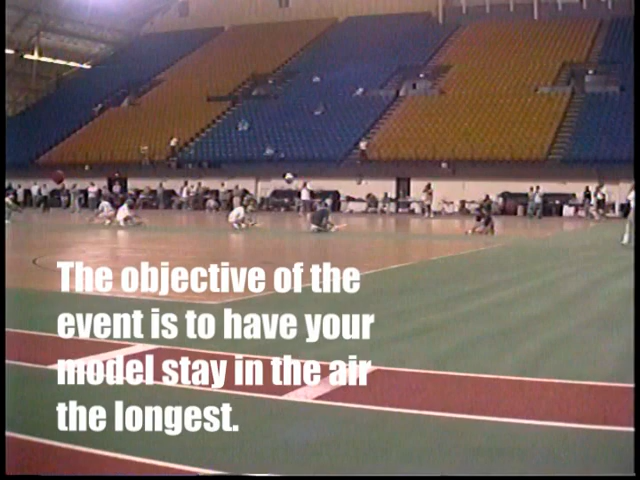 The objective of the
event is to have your
model stay in the air
the longest.